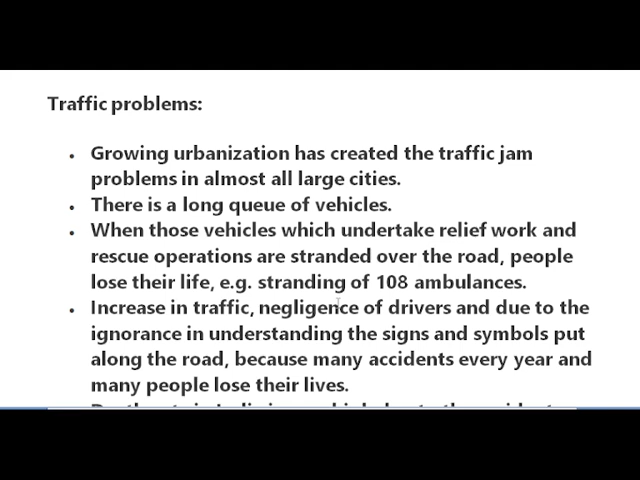 Traffic problems:
• Growing urbanization has created the traffic jam
problems in almost all large cities.
• There is a long queue of vehicles.
• When those vehicles which undertake relief work and
rescue operations are stranded over the road, people
lose their life, e.g. stranding of 108 ambulances.
• Increase in traffic, negligence of drivers and due to the
ignorance in understanding the signs and symbols put
along the road, because many accidents every year and
many people lose their lives.